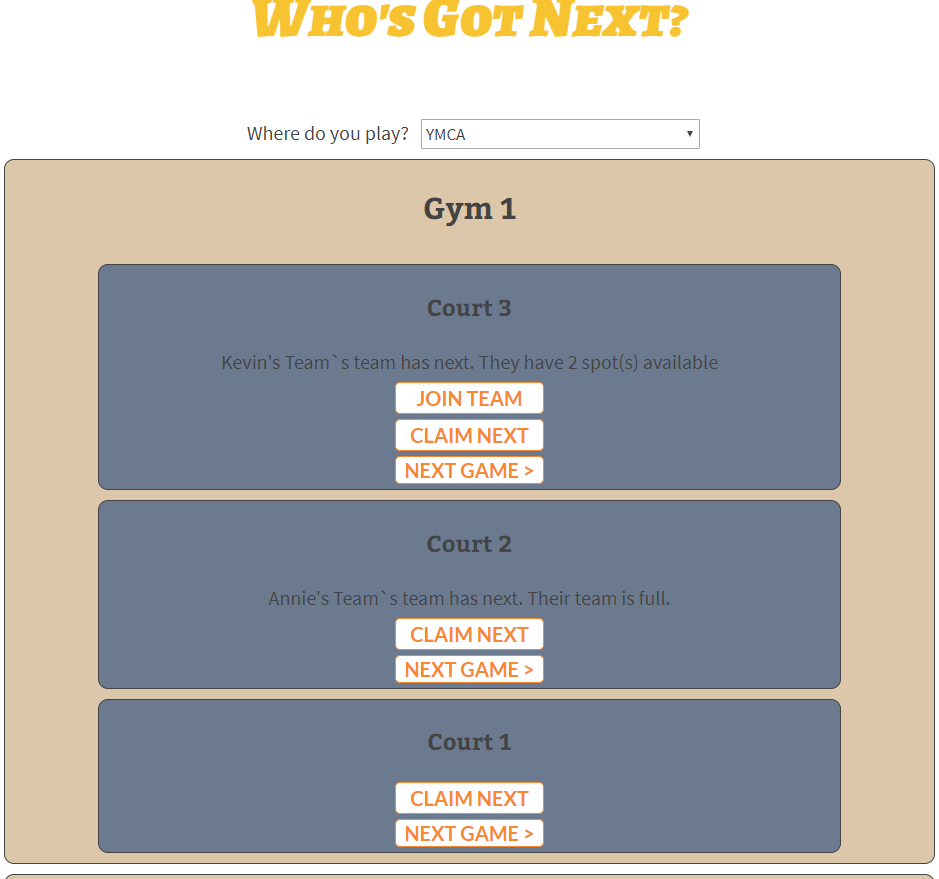 Who's Got Next?
Where do you play? YMCA
Gym 1
Court 3
Kevin's Team`s team has next. They have 2 spot(s) available
JOIN TEAM
CLAIM NEXT
NEXT GAME >
Court 2
Annie's Team`s team has next. Their team is full.
CLAIM NEXT
NEXT GAME >
Court 1
CLAIM NEXT
NEXT GAME >